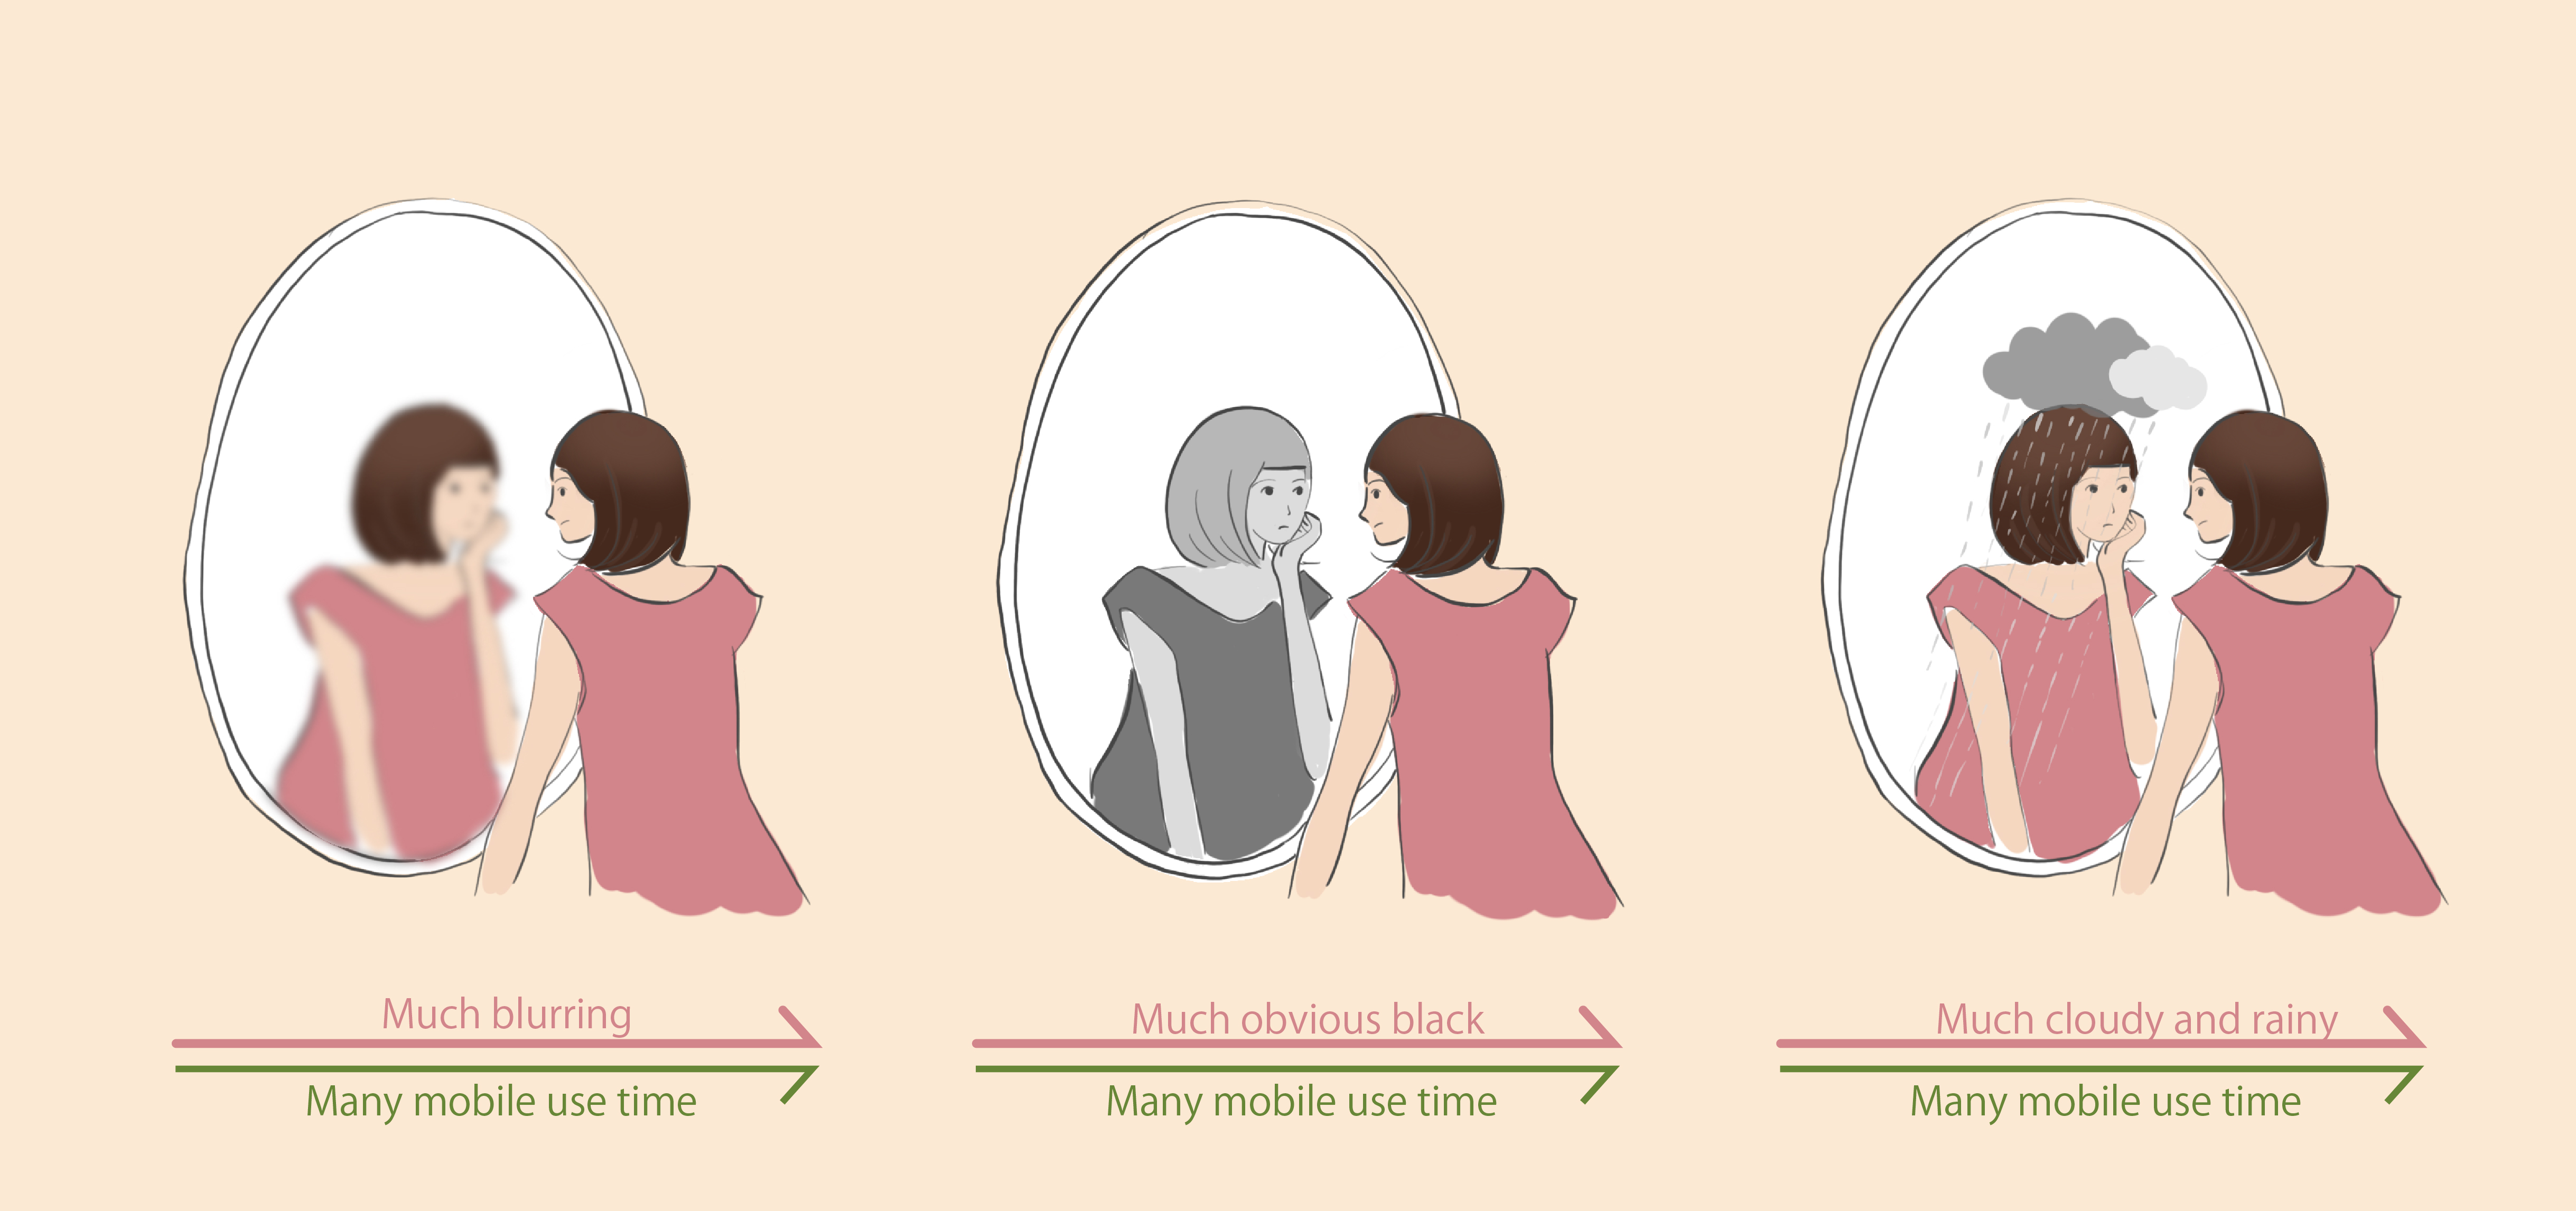 Much blurring
Many mobile use time
Much obvious black
Many mobile use time
Much cloudy and rainy
Many mobile use time